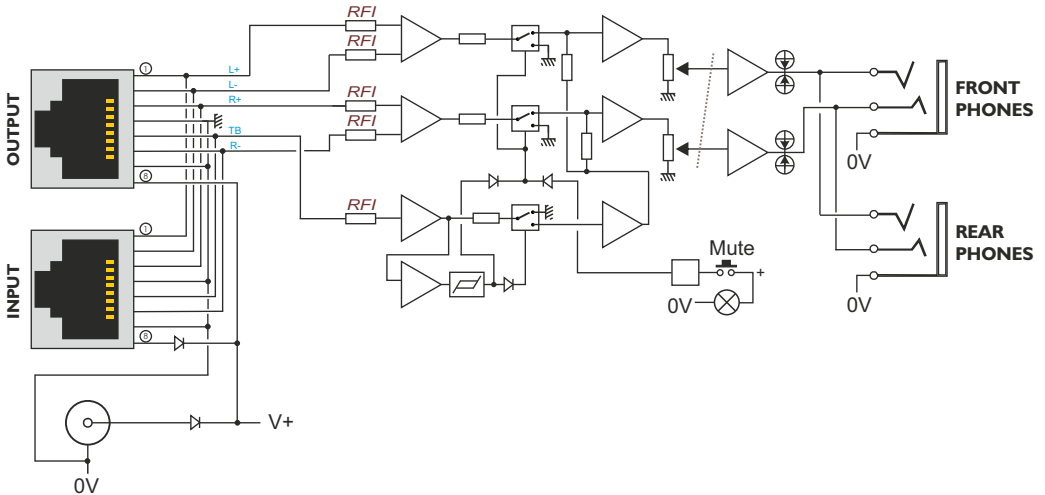 RFI
RFI
RFI
RFI
RFI
OUTPUT
1
L+
L-
R+
TB
R-
8
INPUT
1
8
V+
0V
Mute
+
0V
FRONT
PHONES
0V
REAR
PHONES
0V